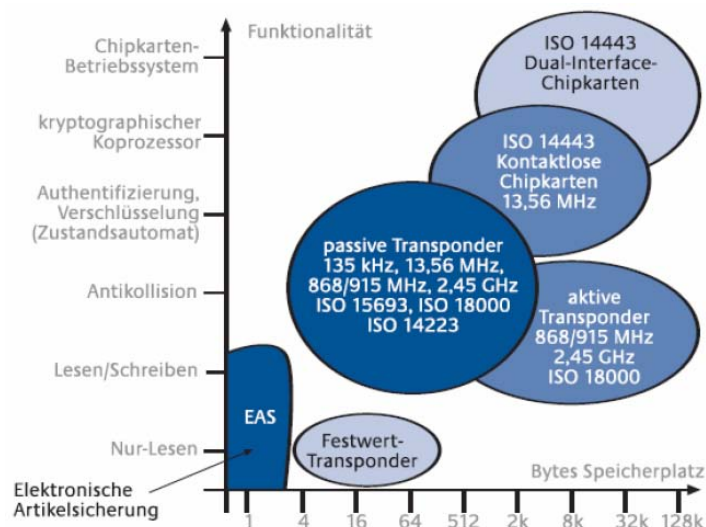 Funktionalität
Chipkarten-
Betriebssystem
kryptographischer
Koprozessor
Authentifizierung,
Verschlüsselung
(Zustandsautomat)
Antikollision
Lesen/Schreiben
Nur-Lesen
Elektronische
Artikelsicherung
ISO 14443
Dual-Interface-
Chipkarten
ISO 14443
Kontaktlose
Chipkarten
13,56 MHz
passive Transponder
135 kHz, 13,56 MHz,
868/915 MHz, 2,45 GHz
ISO 15693, ISO 18000
ISO 14223
aktive
Transponder
868/915 MHz
2,45 GHz
ISO 18000
EAS
Festwert-
Transponder
Bytes Speicherplatz
1 4 16 64 512 2k 8k 32k 128k